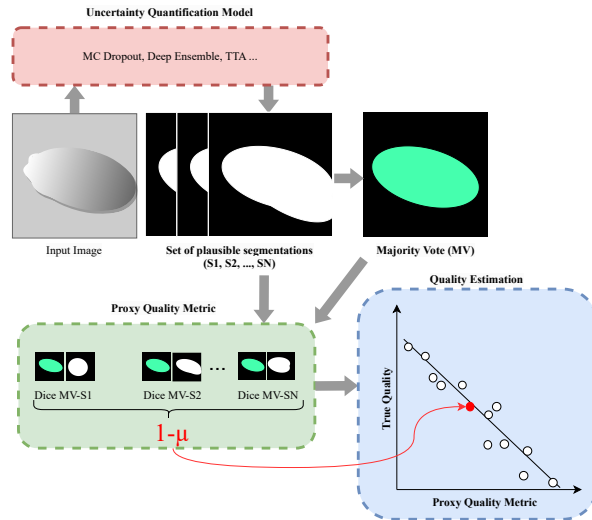 Uncertainty Quantification Model
MC Dropout, Deep Ensemble, TTA ...
Input Image
Set of plausible segmentations
(S1, S2, ..., SN)
Majority Vote (MV)
Proxy Quality Metric
Dice MV-S1
Dice MV-S2
...
Dice MV-SN
1-μ
Quality Estimation
True Quality
Proxy Quality Metric